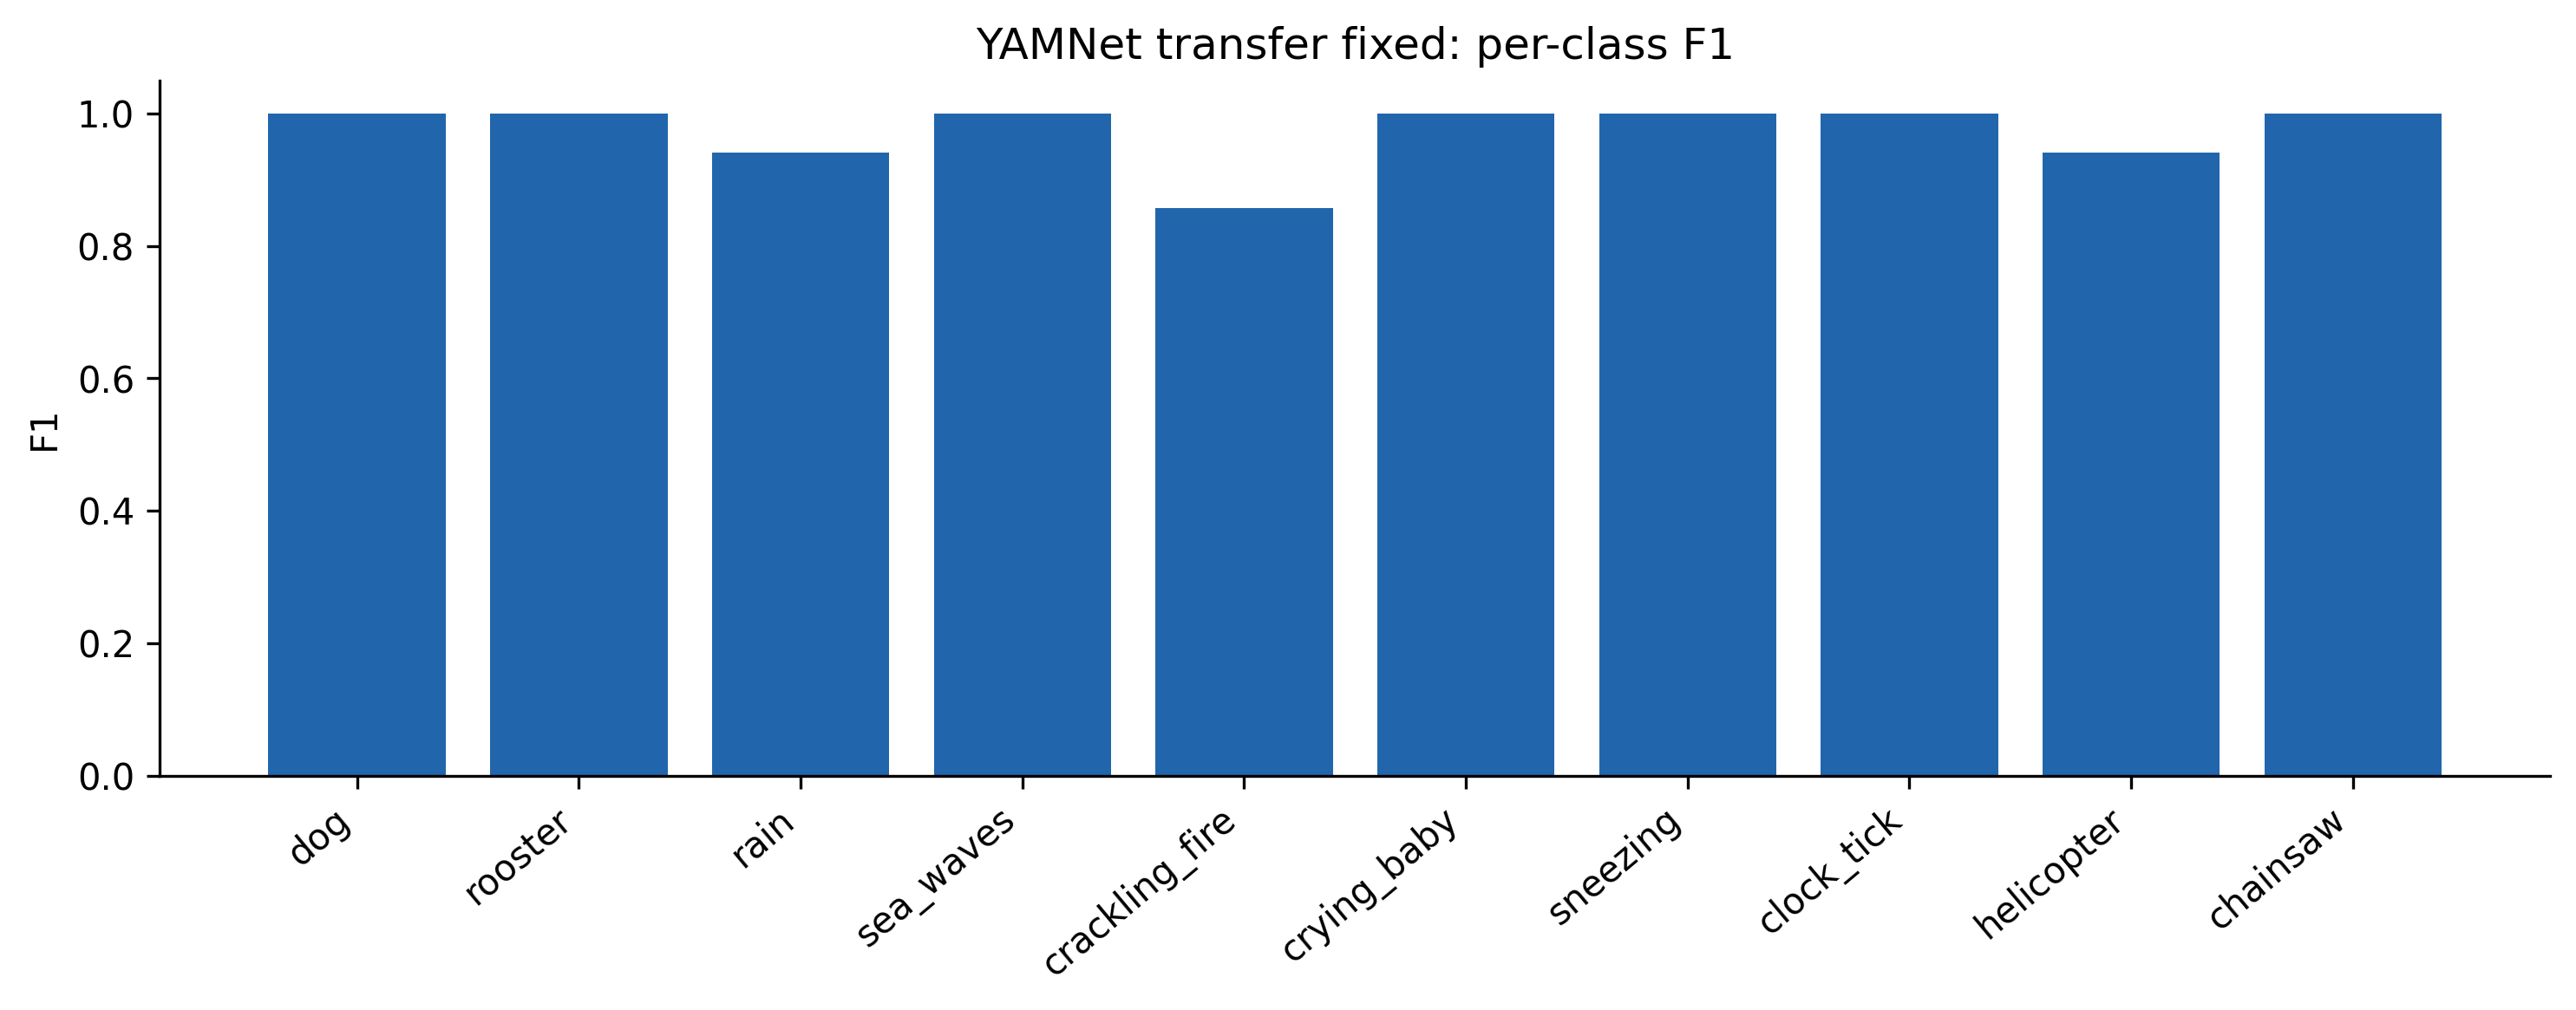 YAMNet transfer fixed: per-class F1
F1
1.0
0.8
0.6
0.4
0.2
0.0
dog
rooster
rain
sea_waves
crackling_fire
crying_baby
sneezing
clock_tick
helicopter
chainsaw